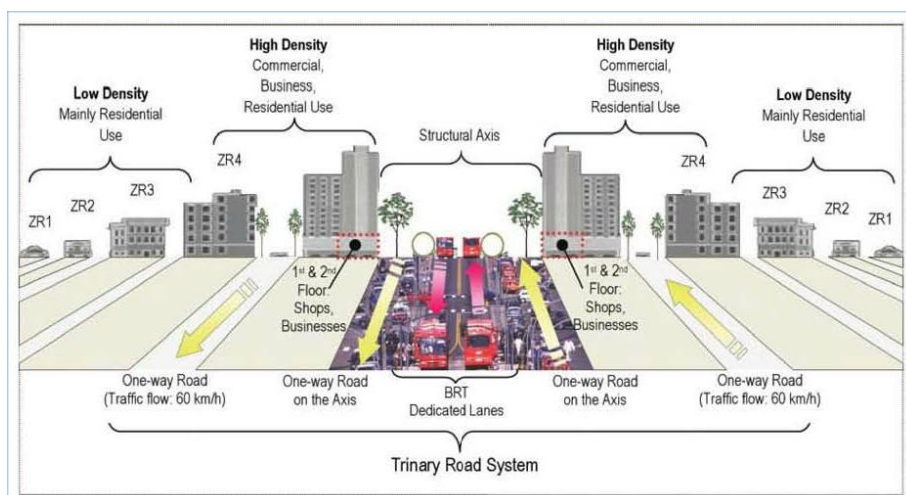 High Density
Commercial,
Business,
Residential Use
High Density
Commercial,
Business,
Residential Use
Low Density
Mainly Residential
Use
Low Density
Mainly Residential
Use
Structural Axis
ZR4
ZR4
ZR3
ZR2
ZR1
ZR3
ZR2
ZR1
1st & 2nd
Floor:
Shops,
Businesses
1st & 2nd
Floor:
Shops,
Businesses
One-way Road
(Traffic flow: 60 km/h)
One-way Road
on the Axis
BRT
Dedicated Lanes
One-way Road
on the Axis
One-way Road
(Traffic flow: 60 km/h)
Trinary Road System